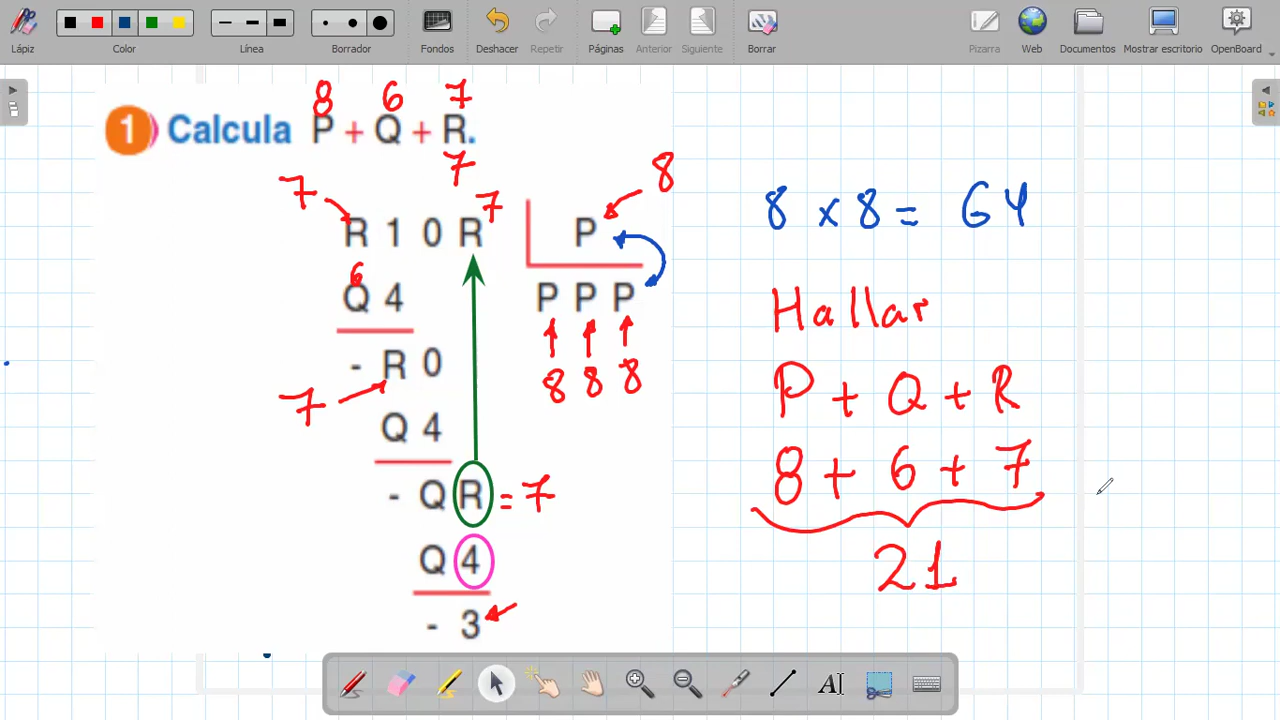 Lápiz Color Línea Borrador Fondos Deshacer Repetir Páginas Anterior Siguiente Borrar Pizarra Web Documentos Mostrar escritorio OpenBoard
8 6 7
1 Calcula P + Q + R.
7
7 7 8
R 1 0 R P
8 x 8 = 64
6
Q 4 P P P
Hallar
- R 0
7 8 8 8
P + Q + R
Q 4
- Q R = 7
8 + 6 + 7
Q 4
21
- 3
AI